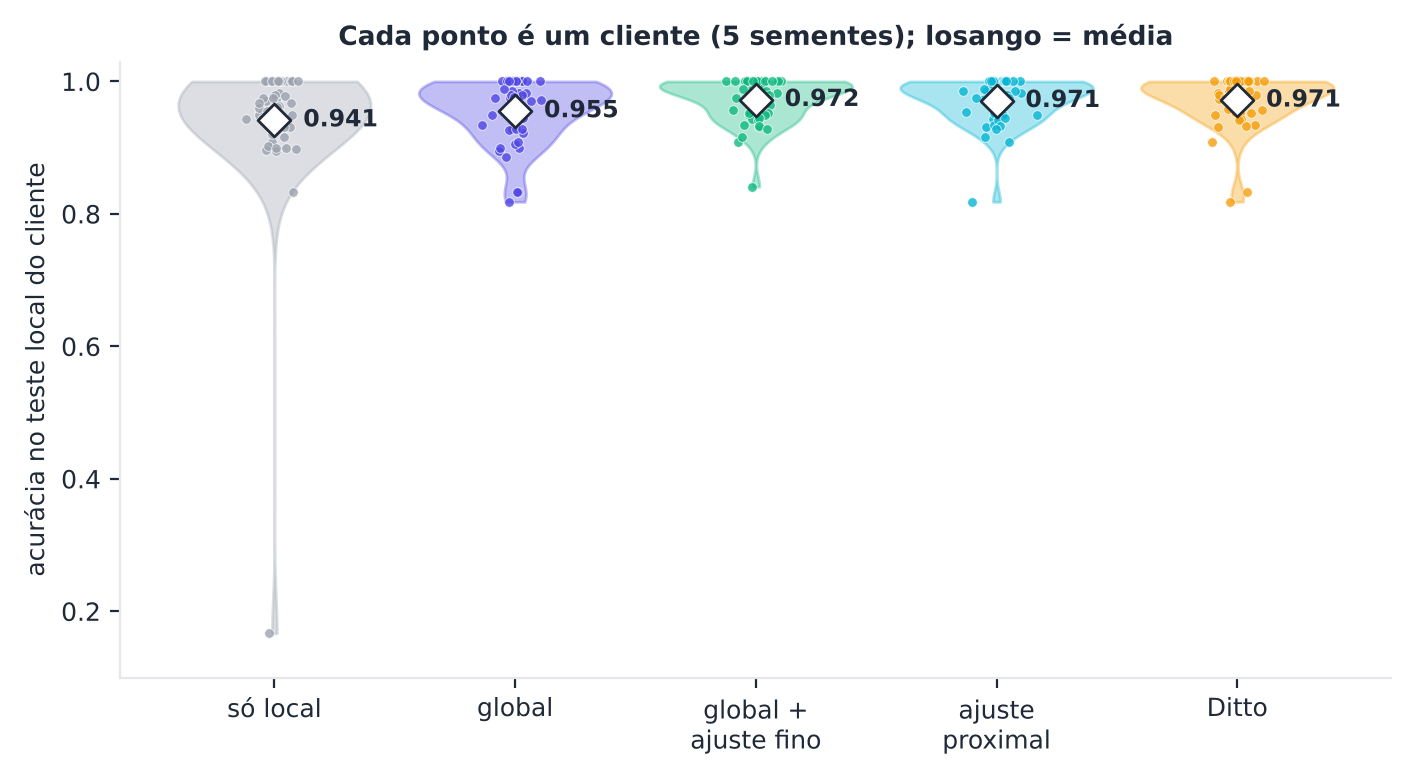 Cada ponto é um cliente (5 sementes); losango = média
acurácia no teste local do cliente
1.0
0.8
0.6
0.4
0.2
0.941
0.955
0.972
0.971
0.971
só local
global
global +
ajuste fino
ajuste
proximal
Ditto